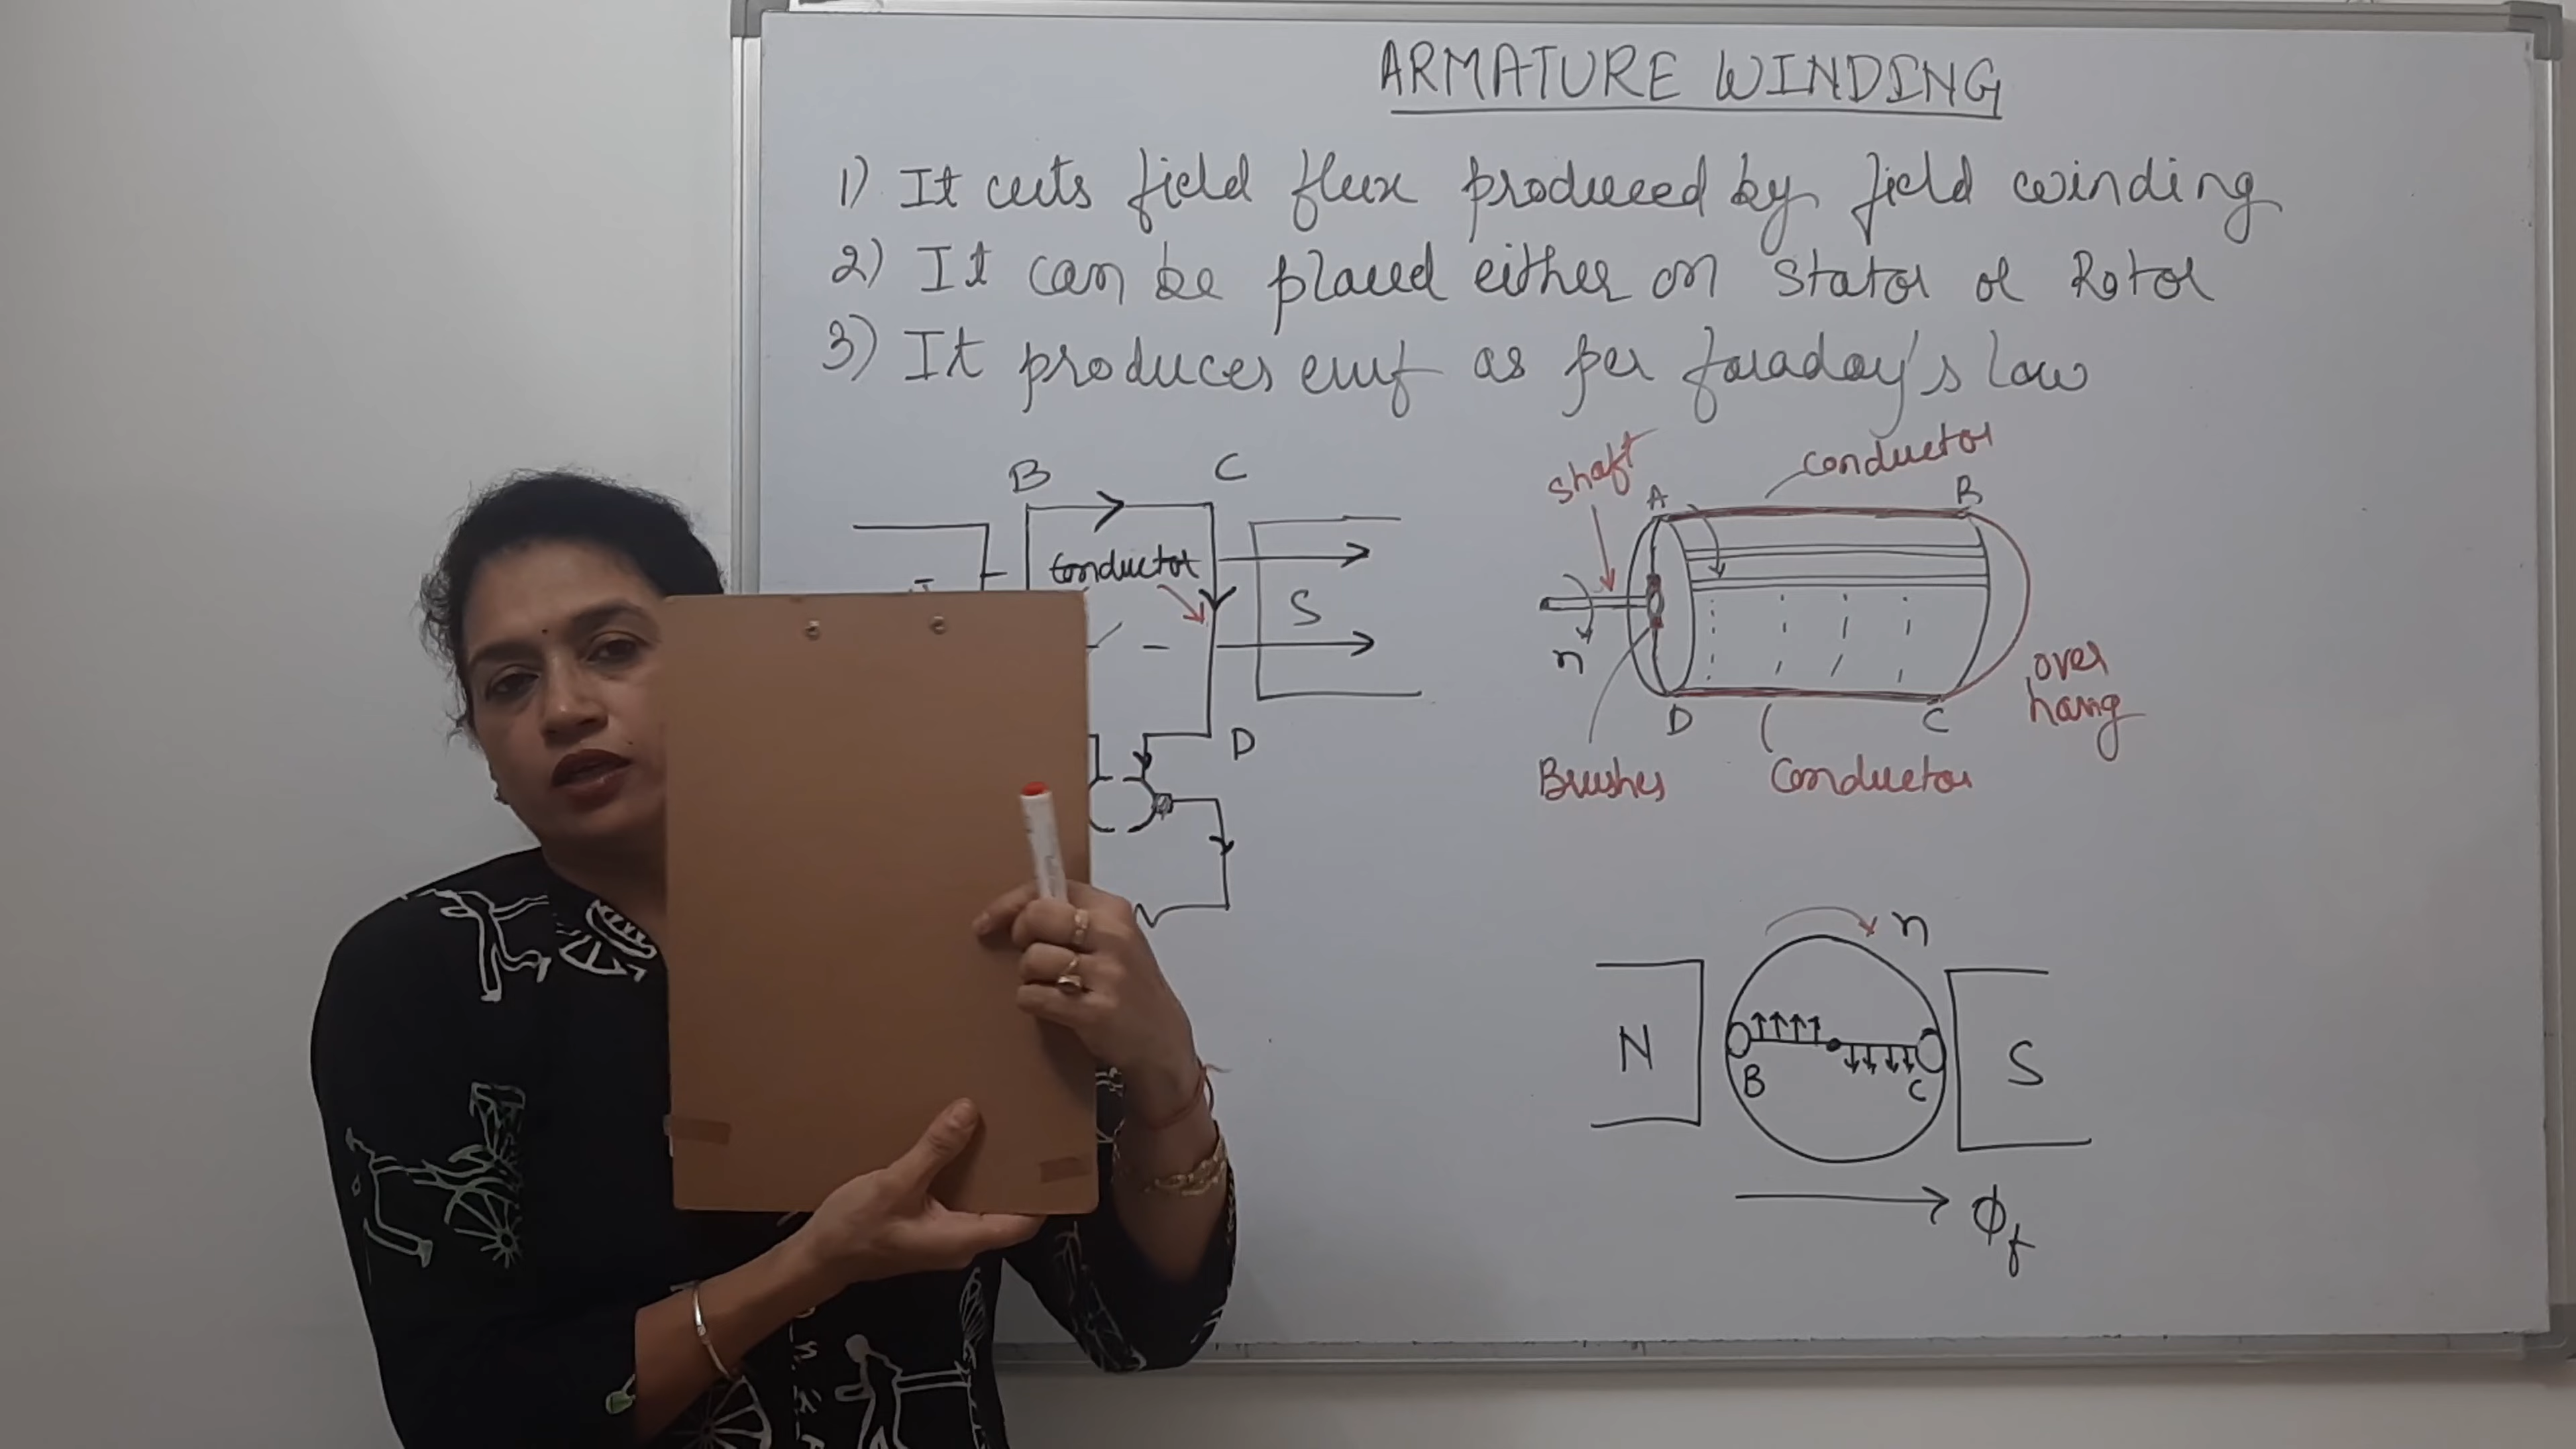 ARMATURE WINDING
1) It cuts field flux produced by field winding
2) It can be placed either on Stator or Rotor
3) It produces emf as per faraday's law
B C
Conductor
S
D
shaft
conductor
A B
n
over
hang
D C
Brushes
Conductor
n
N
B C
S
ϕf